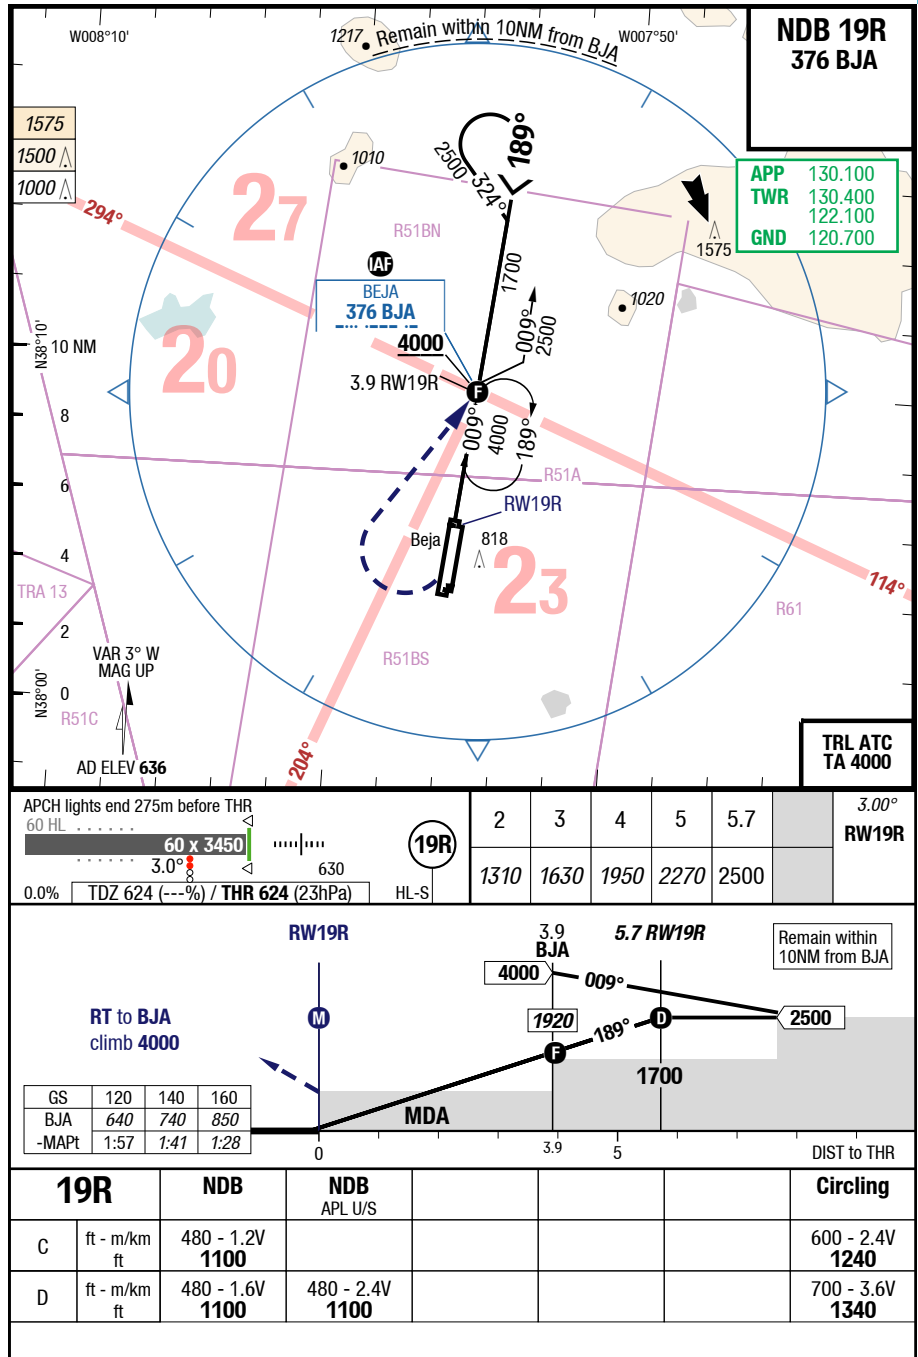 W008°10'
1217
Remain within 10NM from BJA
W007°50'
NDB 19R
376 BJA
1575
1500
1000
APP 130.100
TWR 130.400
122.100
GND 120.700
189°
2500
324°
1010
27
294°
R51BN
1575
IAF
BEJA
376 BJA
1700
1020
009°
2500
4000
3.9 RW19R
F
N38°10'
10 NM
20
8
009°
4000
189°
6
R51A
RW19R
Beja
818
4
23
TRA 13
114°
R61
2
VAR 3° W
MAG UP
R51BS
N38°00'
0
R51C
204°
AD ELEV 636
TRL ATC
TA 4000
APCH lights end 275m before THR
60 HL
60 x 3450
3.0°
630
0.0%
TDZ 624 (---%) / THR 624 (23hPa)
19R
HL-S
2 3 4 5 5.7
1310 1630 1950 2270 2500
3.00°
RW19R
RW19R
3.9
BJA
5.7 RW19R
Remain within
10NM from BJA
4000
009°
RT to BJA
climb 4000
M
1920
189°
D
2500
F
1700
MDA
GS 120 140 160
BJA 640 740 850
-MAPt 1:57 1:41 1:28
0 3.9 5 DIST to THR
19R NDB NDB Circling
APL U/S
C ft - m/km 480 - 1.2V 600 - 2.4V
ft 1100 1240
D ft - m/km 480 - 1.6V 480 - 2.4V 700 - 3.6V
ft 1100 1100 1340